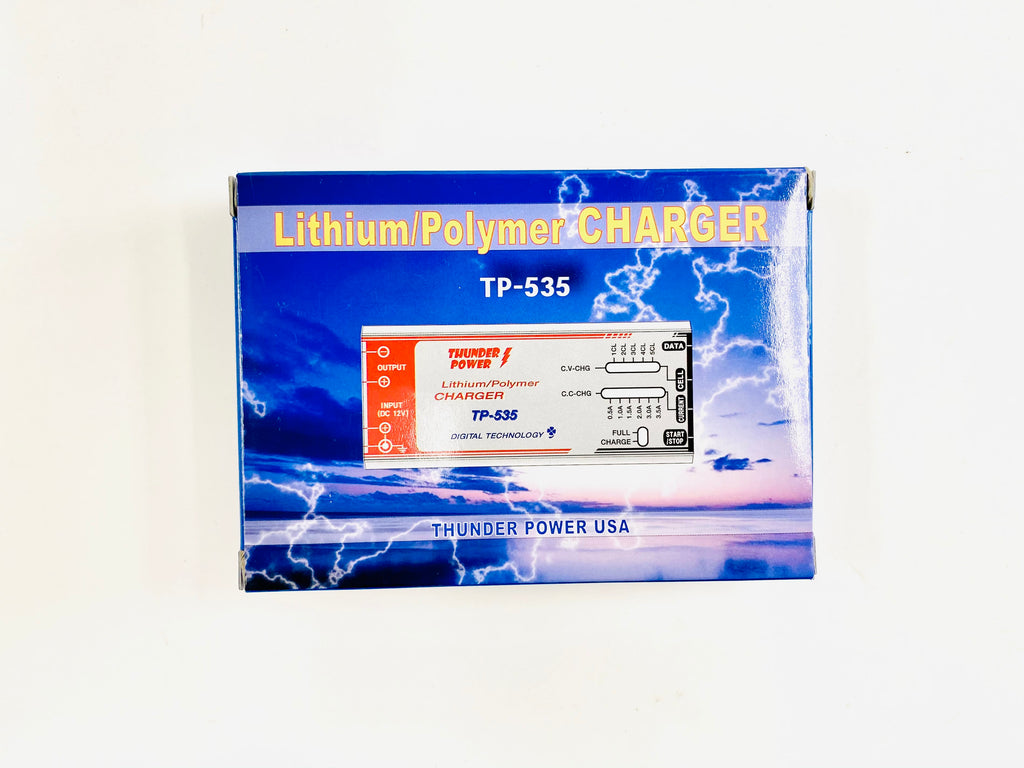 Lithium/Polymer CHARGER
TP-535
THUNDER
POWER
Lithium/Polymer
CHARGER
TP-535
DIGITAL TECHNOLOGY
OUTPUT
INPUT
(DC 12V)
1CL
2CL
3CL
4CL
5CL
C.V-CHG
C.C-CHG
0.5A
1.0A
1.5A
2.0A
3.0A
3.5A
FULL
CHARGE
DATA
CELL
CURRENT
START
/STOP
THUNDER POWER USA